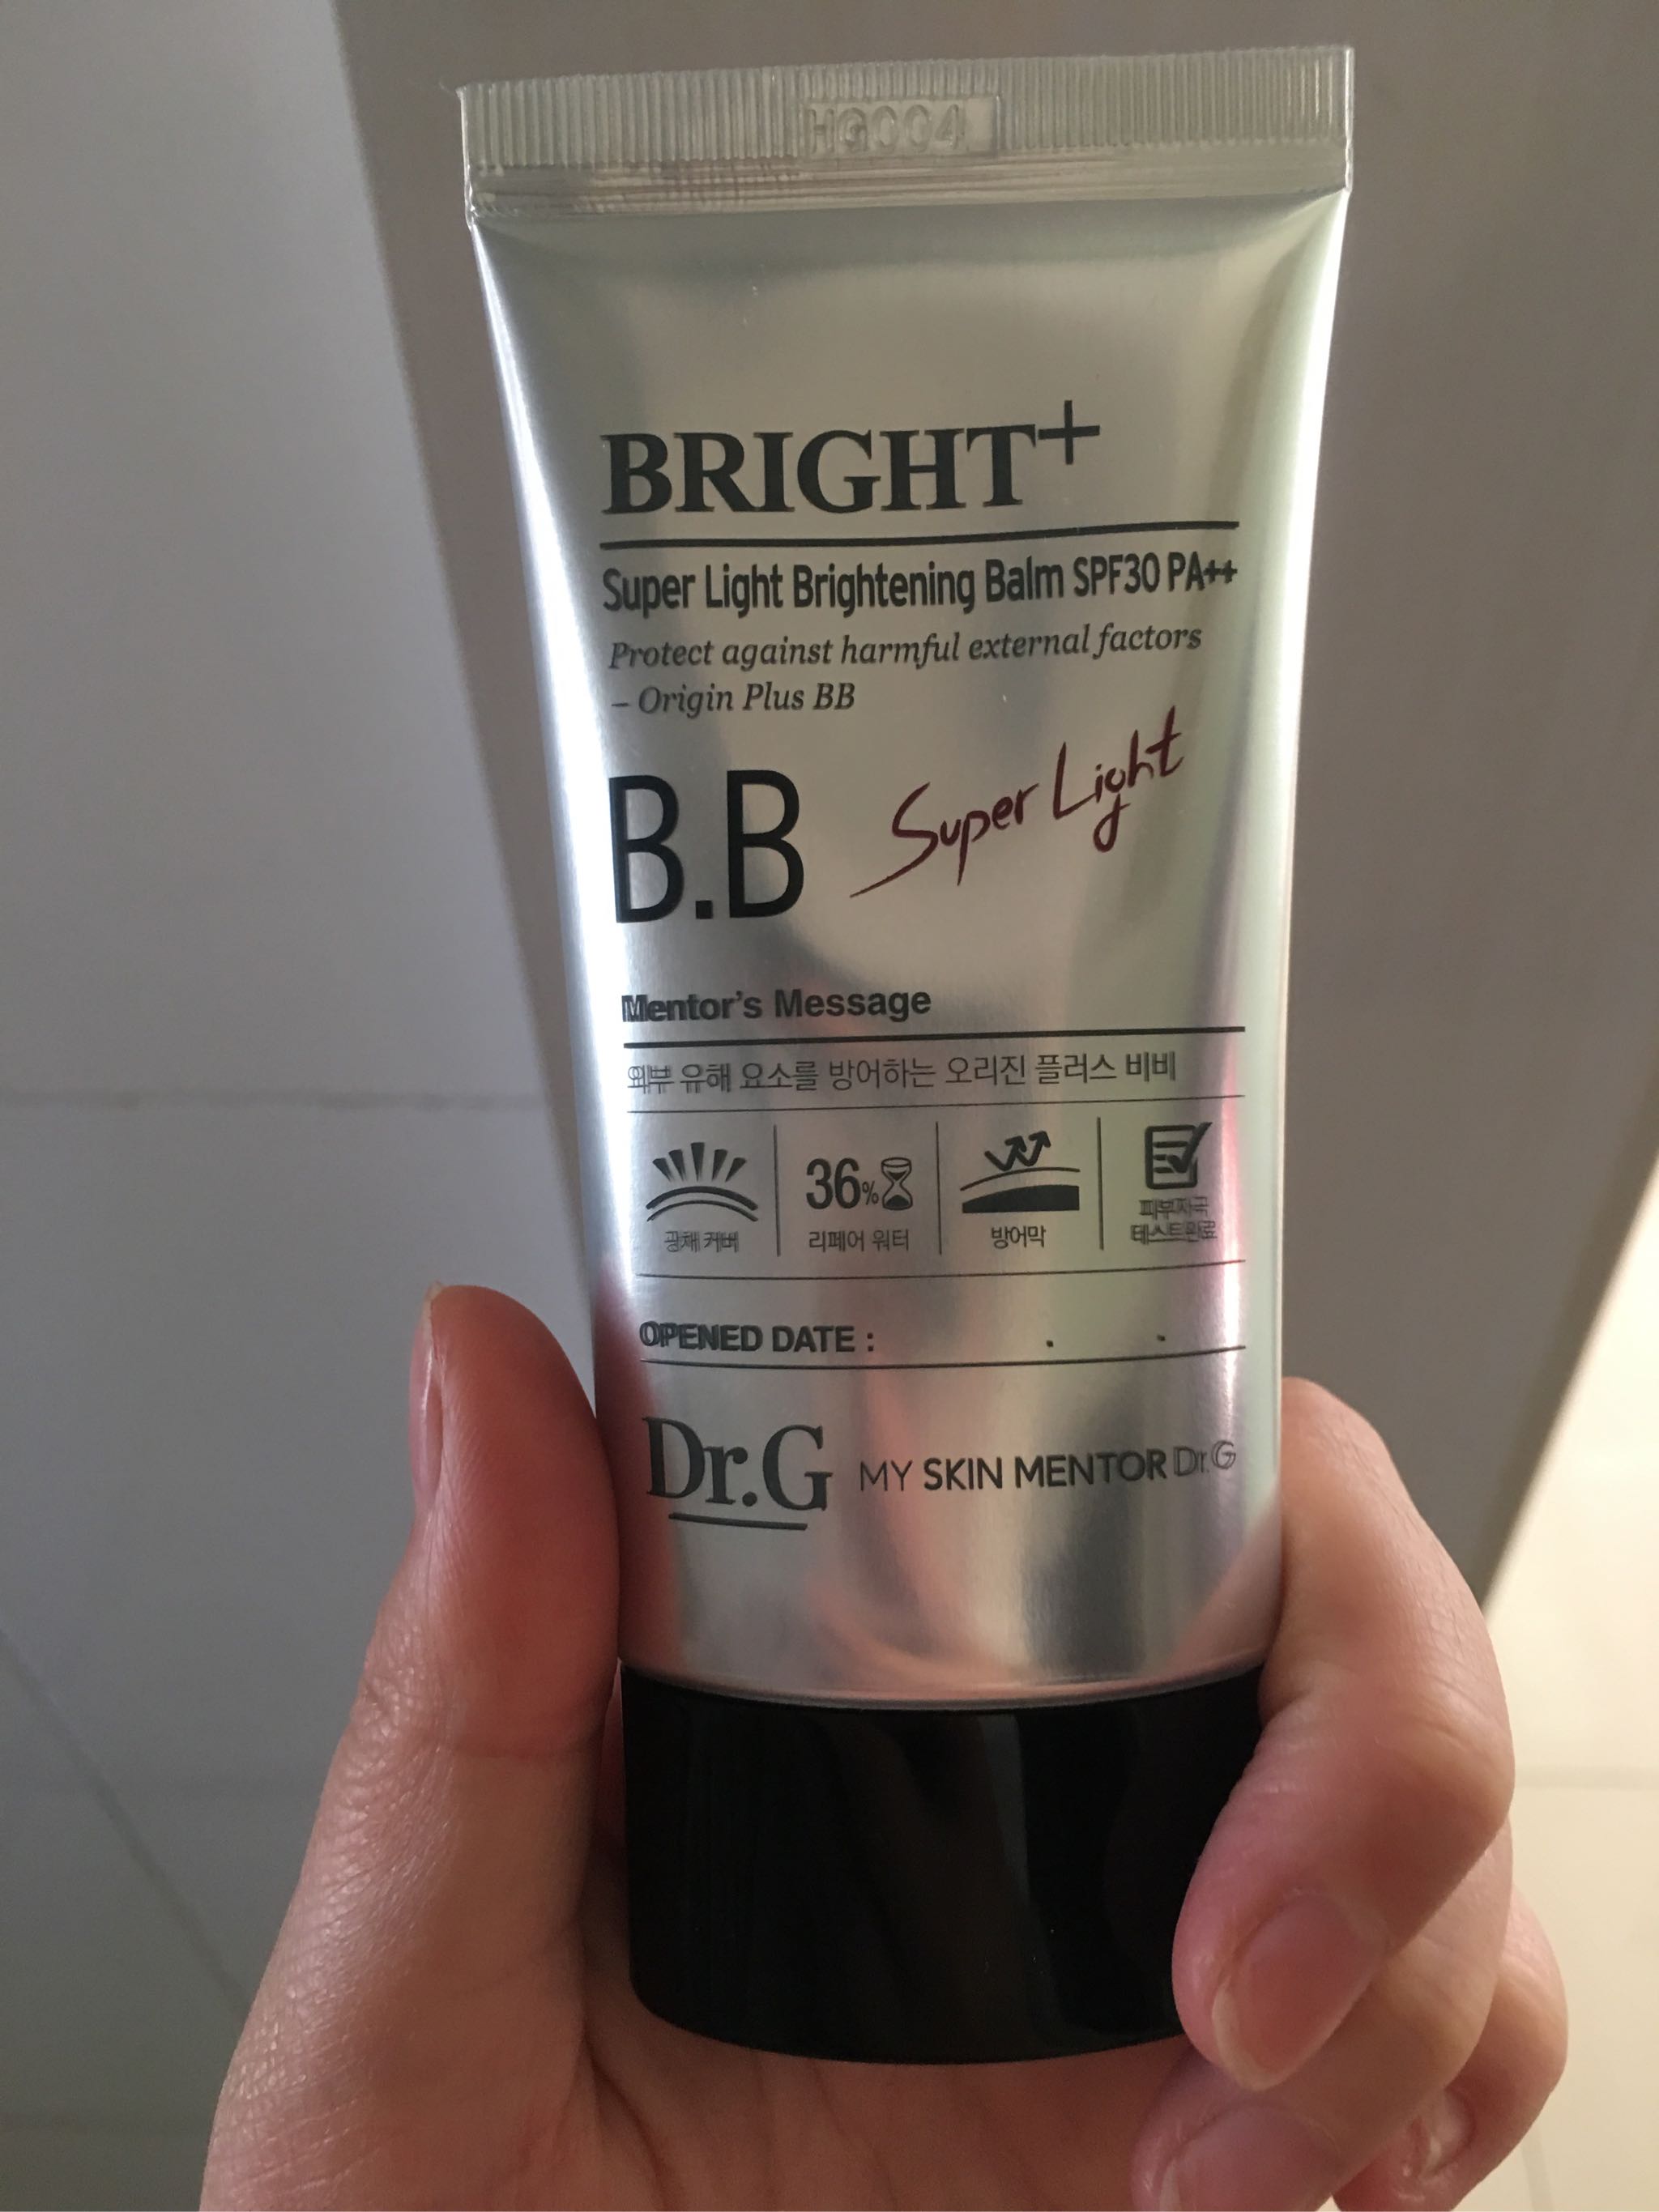 HG004
BRIGHT+
Super Light Brightening Balm SPF30 PA++
Protect against harmful external factors
– Origin Plus BB
B.B Super Light
Mentor's Message
외부 유해 요소를 방어하는 오리진 플러스 비비
36%
광채 커버 리페어 워터 방어막 피부자극
테스트완료
OPENED DATE : . .
Dr.G MY SKIN MENTOR Dr.G